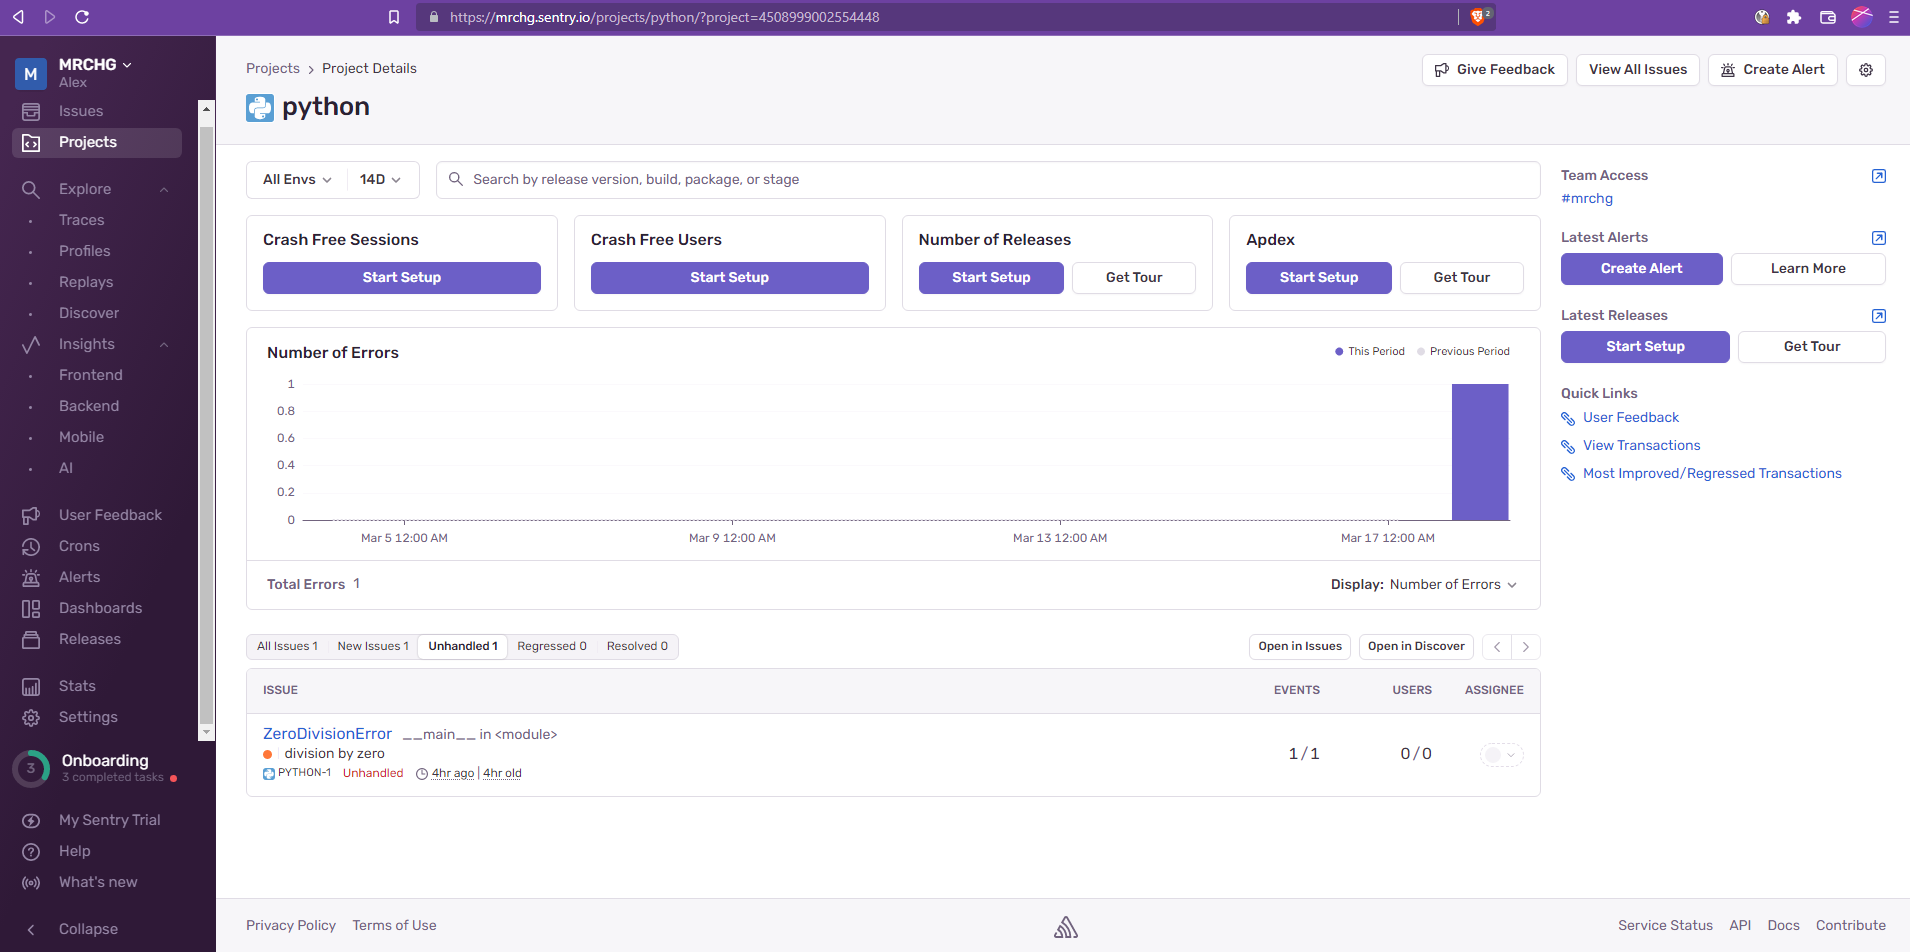 https://mrchg.sentry.io/projects/python/?project=4508999002554448
2
M
MRCHG
Alex
Issues
Projects
Explore
Traces
Profiles
Replays
Discover
Insights
Frontend
Backend
Mobile
AI
User Feedback
Crons
Alerts
Dashboards
Releases
Stats
Settings
3
Onboarding
3 completed tasks
My Sentry Trial
Help
What's new
Collapse
Projects > Project Details
Give Feedback
View All Issues
Create Alert
python
All Envs
14D
Search by release version, build, package, or stage
Crash Free Sessions
Start Setup
Crash Free Users
Start Setup
Number of Releases
Start Setup
Get Tour
Apdex
Start Setup
Get Tour
Number of Errors
This Period
Previous Period
1
0.8
0.6
0.4
0.2
0
Mar 5 12:00 AM
Mar 9 12:00 AM
Mar 13 12:00 AM
Mar 17 12:00 AM
Total Errors 1
Display: Number of Errors
All Issues 1
New Issues 1
Unhandled 1
Regressed 0
Resolved 0
Open in Issues
Open in Discover
ISSUE
EVENTS
USERS
ASSIGNEE
ZeroDivisionError __main__ in <module>
division by zero
PYTHON-1 Unhandled 4hr ago | 4hr old
1/1
0/0
Team Access
#mrchg
Latest Alerts
Create Alert
Learn More
Latest Releases
Start Setup
Get Tour
Quick Links
User Feedback
View Transactions
Most Improved/Regressed Transactions
Privacy Policy
Terms of Use
Service Status
API
Docs
Contribute